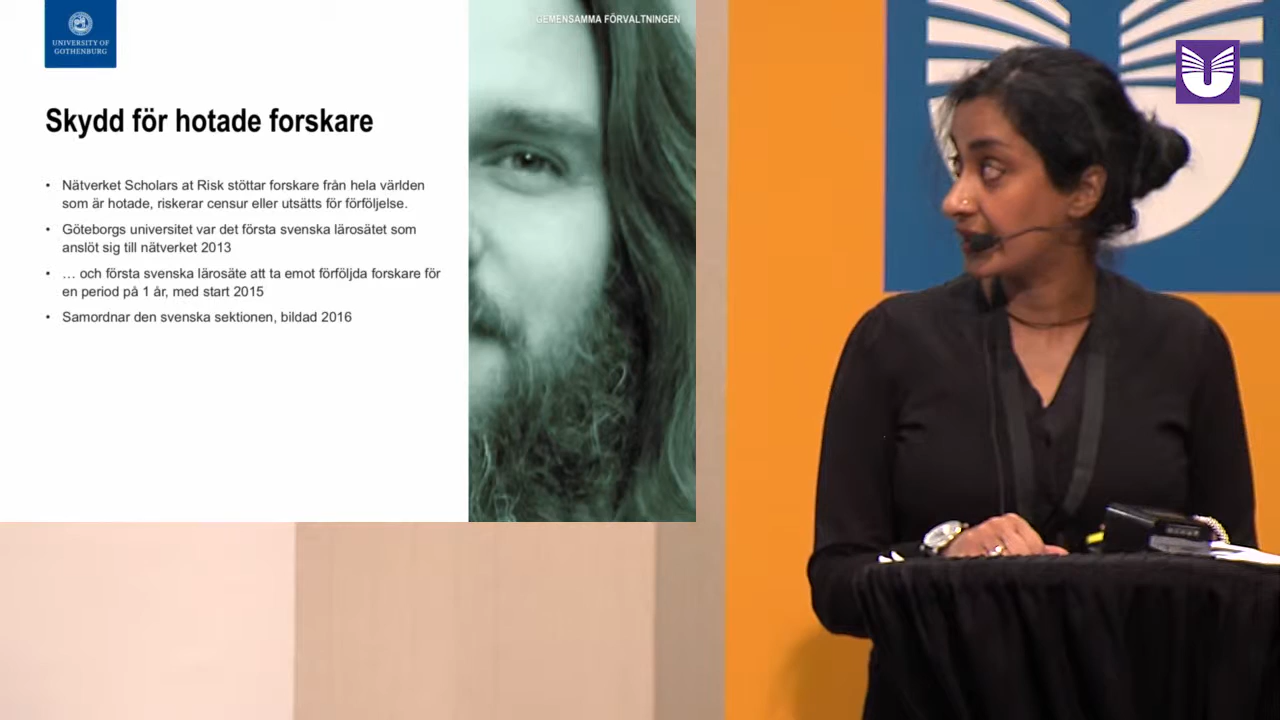 UNIVERSITY OF
GOTHENBURG
GEMENSAMMA FÖRVALTNINGEN
Skydd för hotade forskare
• Nätverket Scholars at Risk stöttar forskare från hela världen
som är hotade, riskerar censur eller utsätts för förföljelse.
• Göteborgs universitet var det första svenska lärosätet som
anslöt sig till nätverket 2013
• … och första svenska lärosäte att ta emot förföljda forskare för
en period på 1 år, med start 2015
• Samordnar den svenska sektionen, bildad 2016